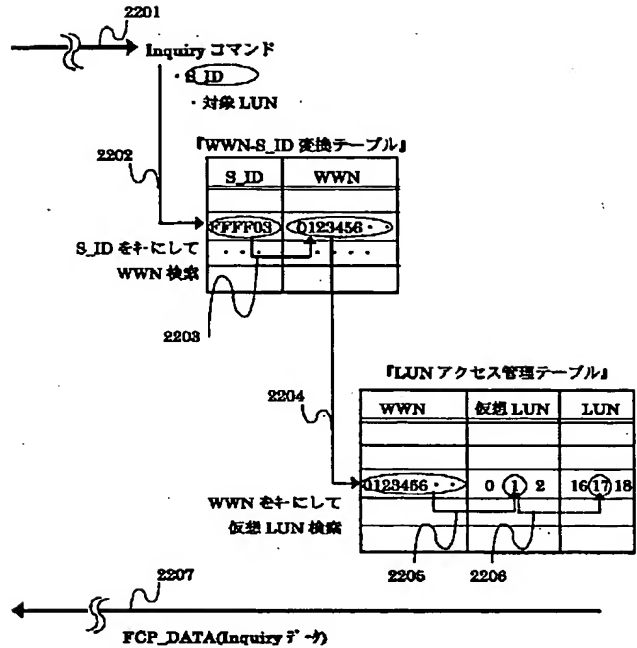 2201
Inquiry コマンド
・S_ID
・対象 LUN
2202
『WWN-S_ID 変換テーブル』
S_ID WWN
FFFF03 0123456・・
S_ID をキーにして
WWN 検索
・・・ ・・・・
2203
『LUN アクセス管理テーブル』
2204
WWN 仮想 LUN LUN
0123456・・ 0 1 2 16 17 18
WWN をキーにして
仮想 LUN 検索
2205 2206
2207
FCP_DATA(Inquiry データ)